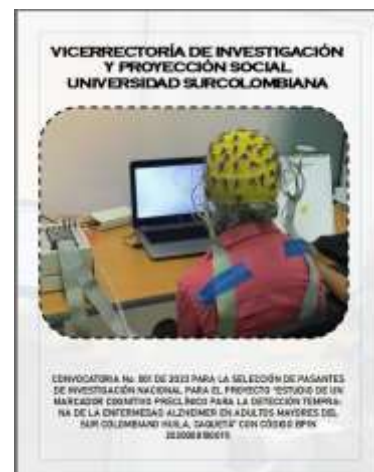 VICERRECTORÍA DE INVESTIGACIÓN
Y PROYECCIÓN SOCIAL
UNIVERSIDAD SURCOLOMBIANA
CONVOCATORIA No. 001 DE 2023 PARA LA SELECCIÓN DE PASANTES
DE INVESTIGACIÓN NACIONAL PARA EL PROYECTO "ESTUDIO DE UN
MARCADOR COGNITIVO PRECLÍNICO PARA LA DETECCIÓN TEMPRA-
NA DE LA ENFERMEDAD ALZHEIMER EN ADULTOS MAYORES DEL
SUR COLOMBIANO HUILA, CAQUETÁ" CON CÓDIGO BPIN